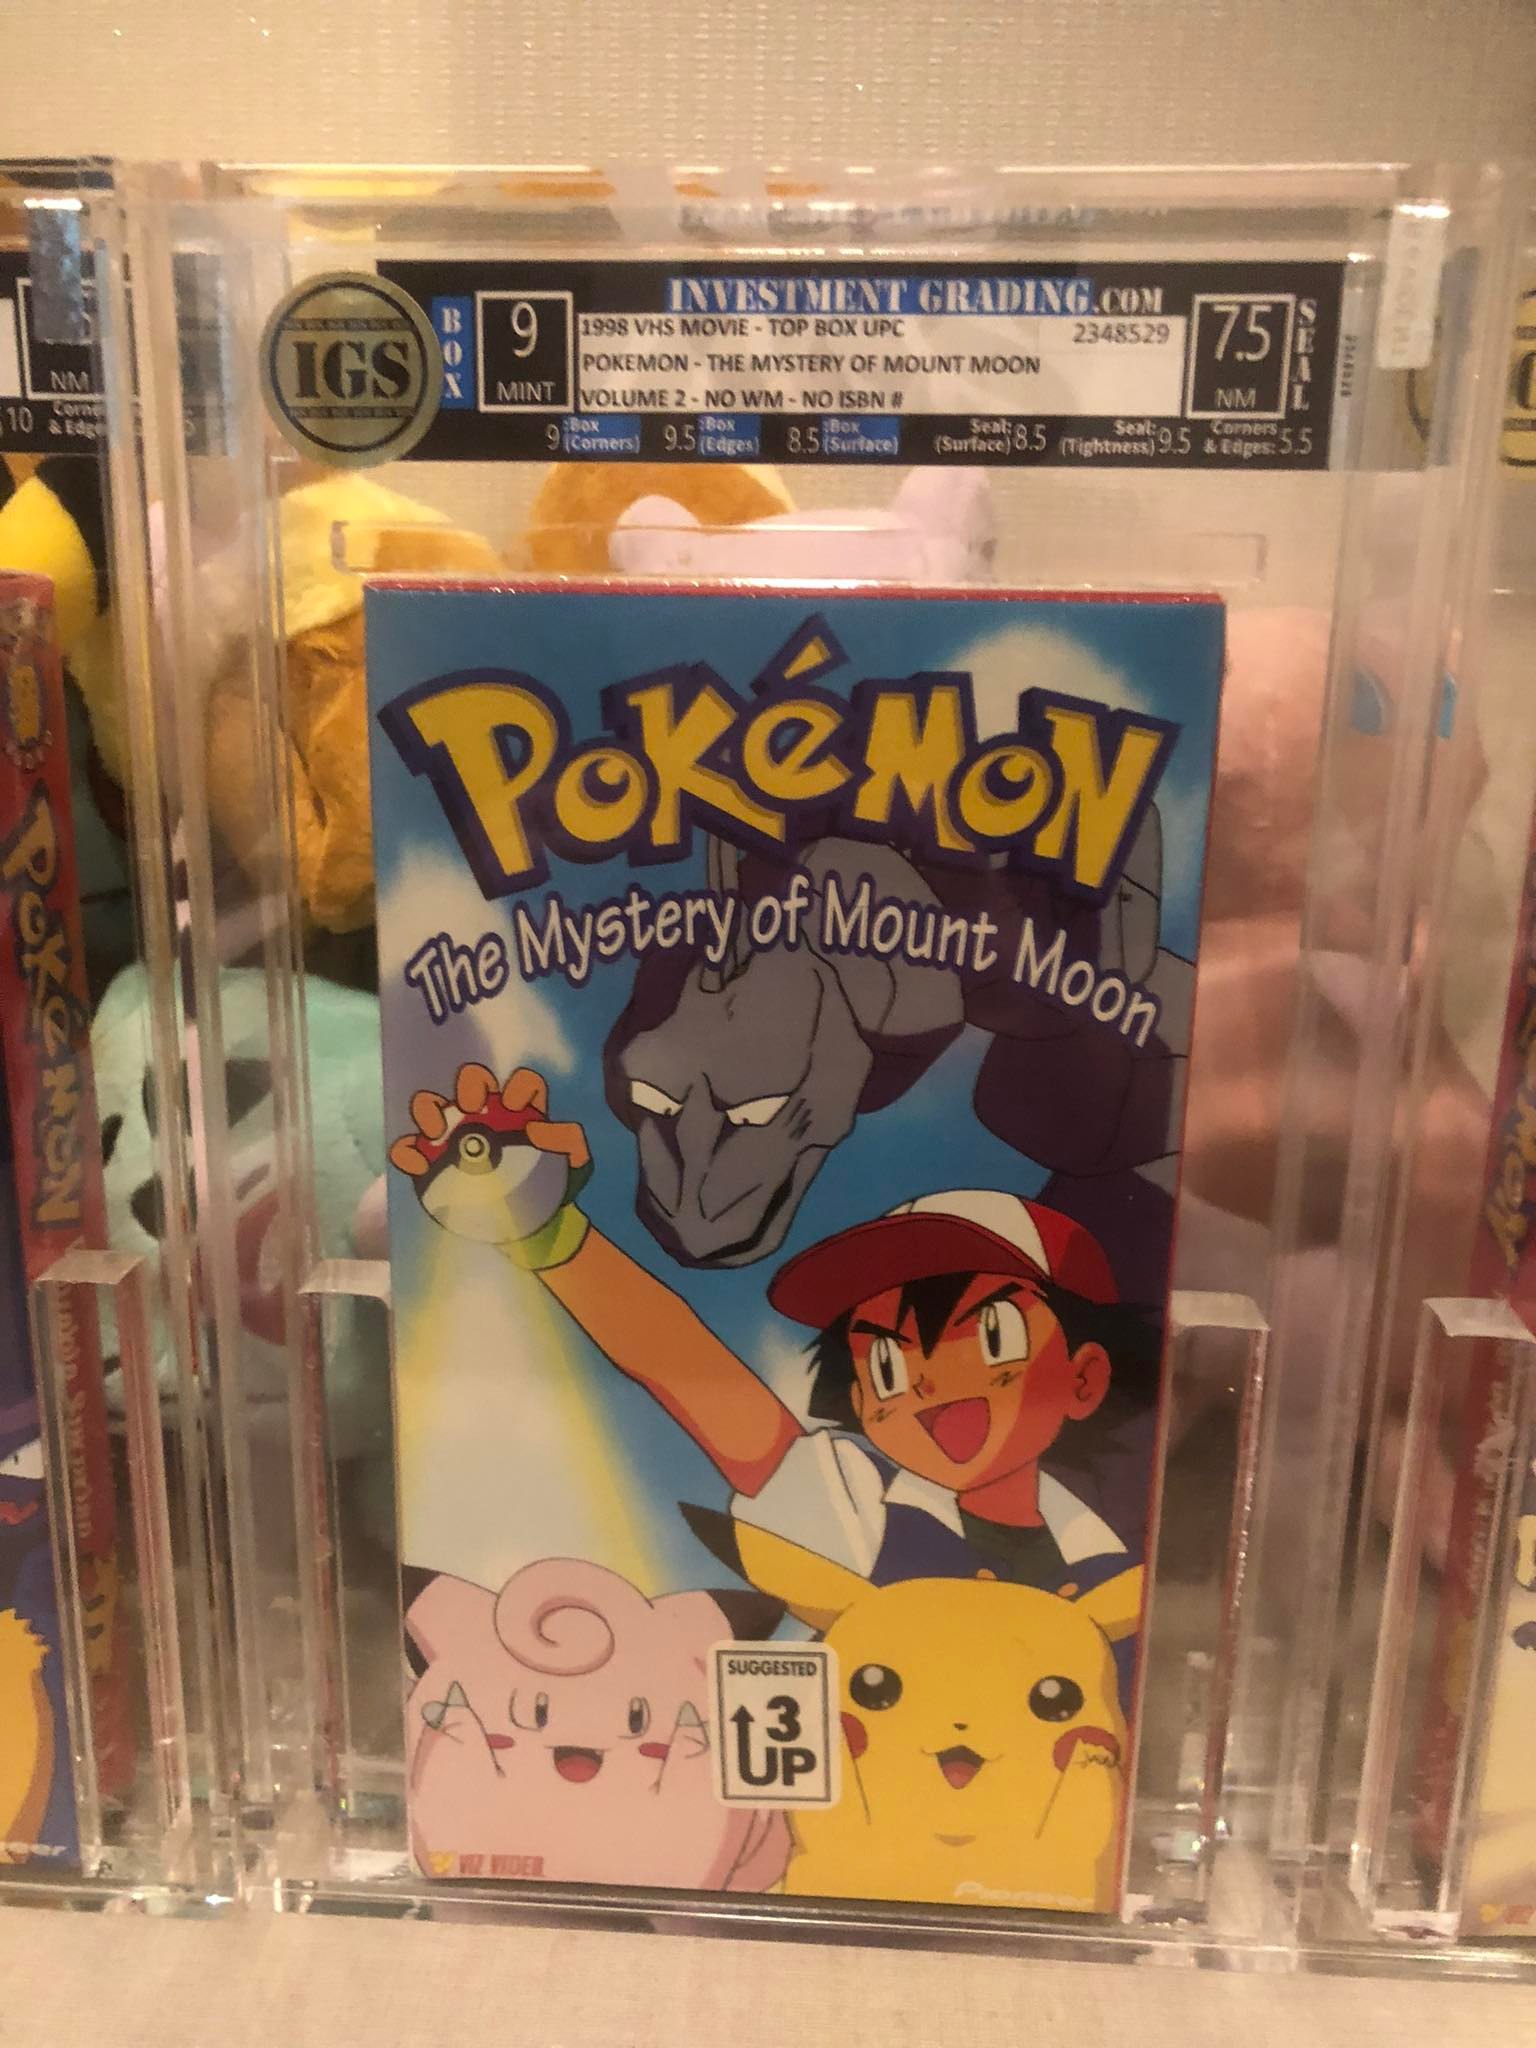 INVESTMENT GRADING.COM
IGS
BOX
9
MINT
1998 VHS MOVIE - TOP BOX UPC
2348529
POKEMON - THE MYSTERY OF MOUNT MOON
VOLUME 2 - NO WM - NO ISBN #
7.5
NM
SEAL
9 :Box (Corners)
9.5 :Box (Edges)
8.5 :Box (Surface)
Seal: (Surface) 8.5
Seal: (Tightness) 9.5
Corners & Edges: 5.5
NM
10
POKéMON
POKéMON
The Mystery of Mount Moon
SUGGESTED
3
UP
VIZ VIDEO
Pioneer